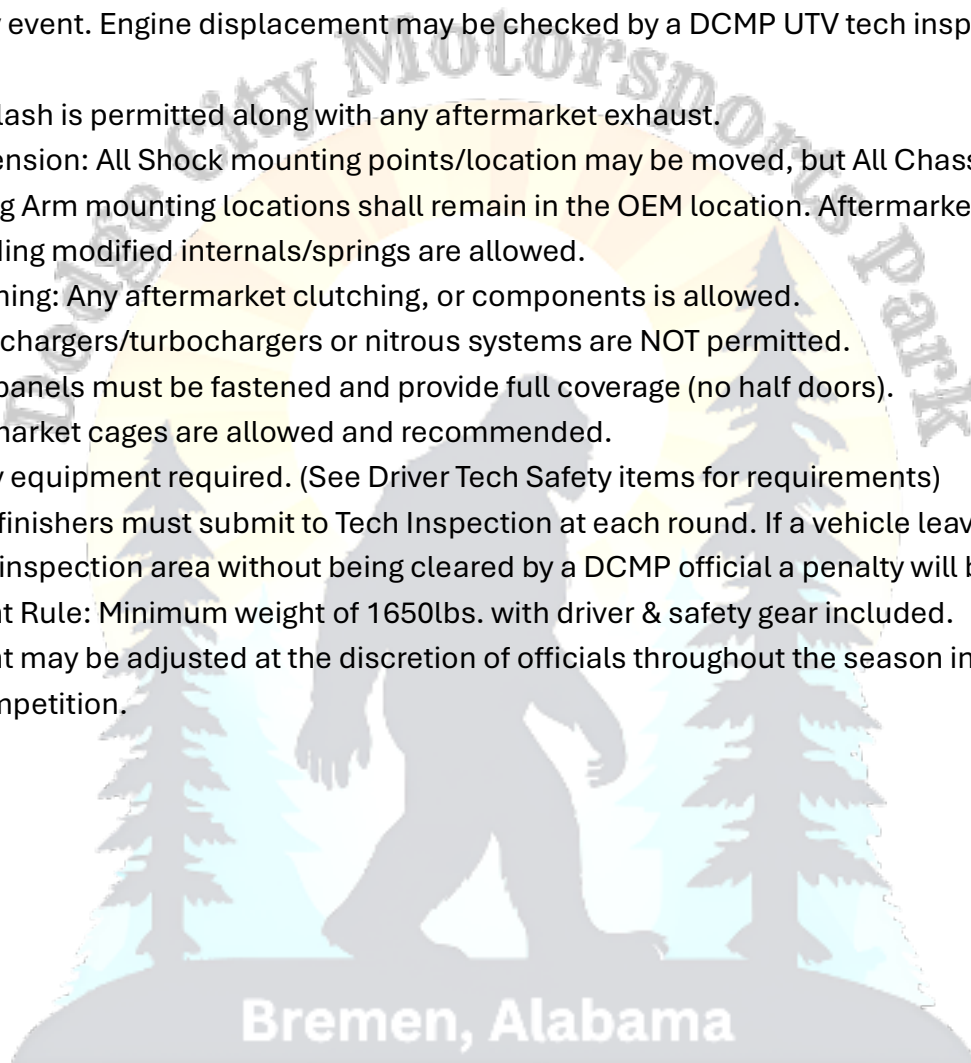 Dodge City Motorsports Park
event. Engine displacement may be checked by a DCMP UTV tech insp
lash is permitted along with any aftermarket exhaust.
ension: All Shock mounting points/location may be moved, but All Chass
g Arm mounting locations shall remain in the OEM location. Aftermarke
ding modified internals/springs are allowed.
hing: Any aftermarket clutching, or components is allowed.
chargers/turbochargers or nitrous systems are NOT permitted.
panels must be fastened and provide full coverage (no half doors).
market cages are allowed and recommended.
y equipment required. (See Driver Tech Safety items for requirements)
finishers must submit to Tech Inspection at each round. If a vehicle leav
inspection area without being cleared by a DCMP official a penalty will b
t Rule: Minimum weight of 1650lbs. with driver & safety gear included.
t may be adjusted at the discretion of officials throughout the season in
mpetition.
Bremen, Alabama